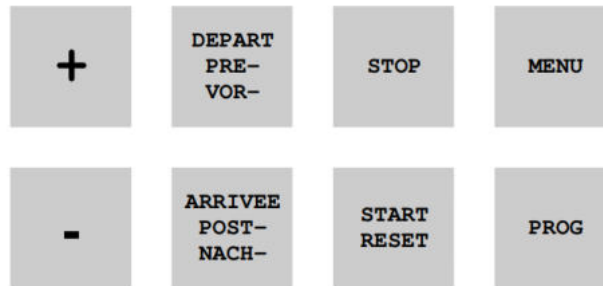 +
DEPART
PRE-
VOR-
STOP
MENU
-
ARRIVEE
POST-
NACH-
START
RESET
PROG